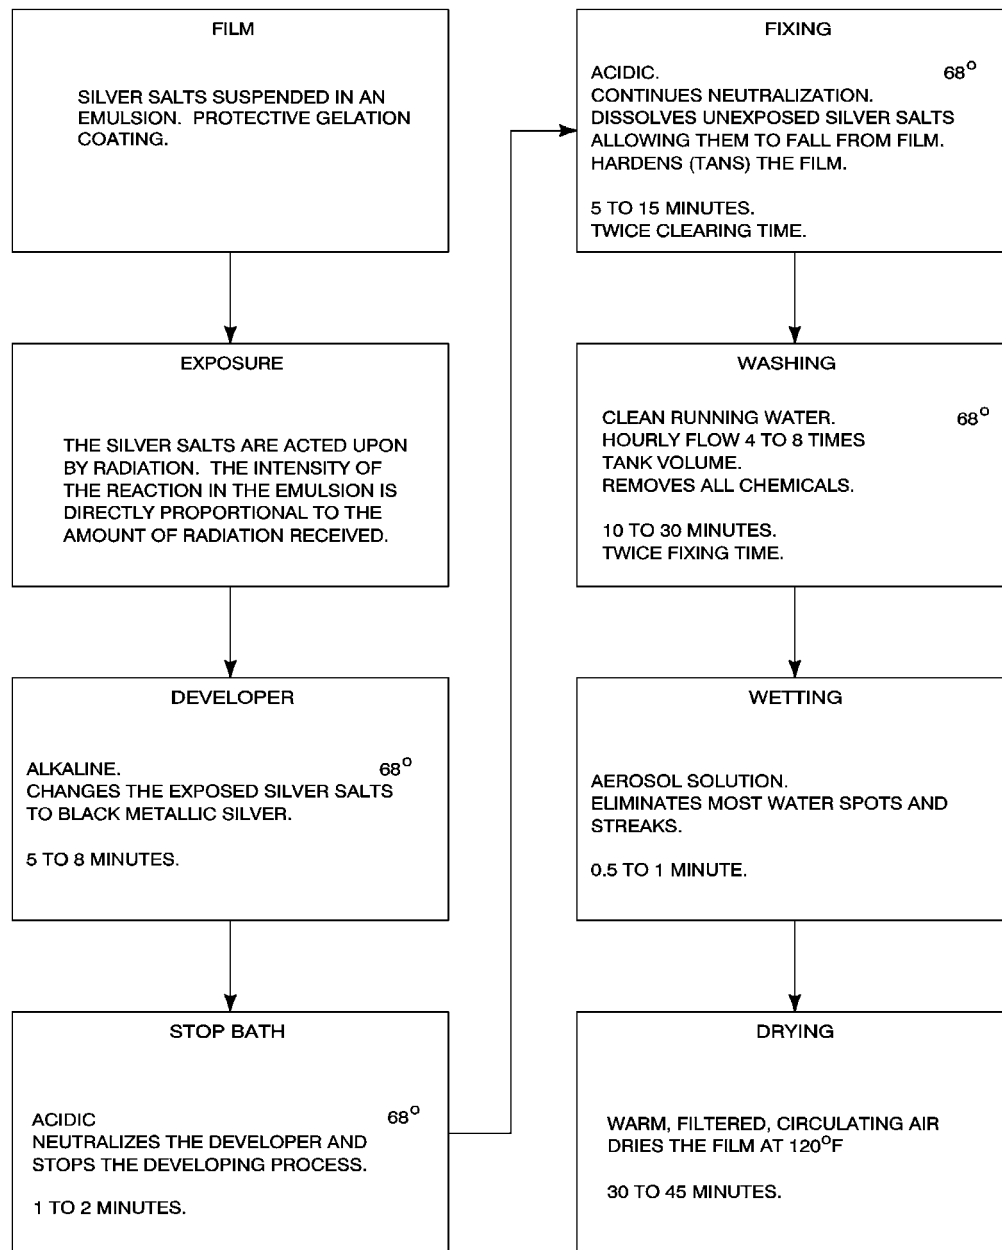 FILM
SILVER SALTS SUSPENDED IN AN
EMULSION.  PROTECTIVE GELATION
COATING.
EXPOSURE
THE SILVER SALTS ARE ACTED UPON
BY RADIATION.  THE INTENSITY OF
THE REACTION IN THE EMULSION IS
DIRECTLY PROPORTIONAL TO THE
AMOUNT OF RADIATION RECEIVED.
DEVELOPER
ALKALINE. 68°
CHANGES THE EXPOSED SILVER SALTS
TO BLACK METALLIC SILVER.
5 TO 8 MINUTES.
STOP BATH
ACIDIC 68°
NEUTRALIZES THE DEVELOPER AND
STOPS THE DEVELOPING PROCESS.
1 TO 2 MINUTES.
FIXING
ACIDIC. 68°
CONTINUES NEUTRALIZATION.
DISSOLVES UNEXPOSED SILVER SALTS
ALLOWING THEM TO FALL FROM FILM.
HARDENS (TANS) THE FILM.
5 TO 15 MINUTES.
TWICE CLEARING TIME.
WASHING
CLEAN RUNNING WATER. 68°
HOURLY FLOW 4 TO 8 TIMES
TANK VOLUME.
REMOVES ALL CHEMICALS.
10 TO 30 MINUTES.
TWICE FIXING TIME.
WETTING
AEROSOL SOLUTION.
ELIMINATES MOST WATER SPOTS AND
STREAKS.
0.5 TO 1 MINUTE.
DRYING
WARM, FILTERED, CIRCULATING AIR
DRIES THE FILM AT 120°F
30 TO 45 MINUTES.